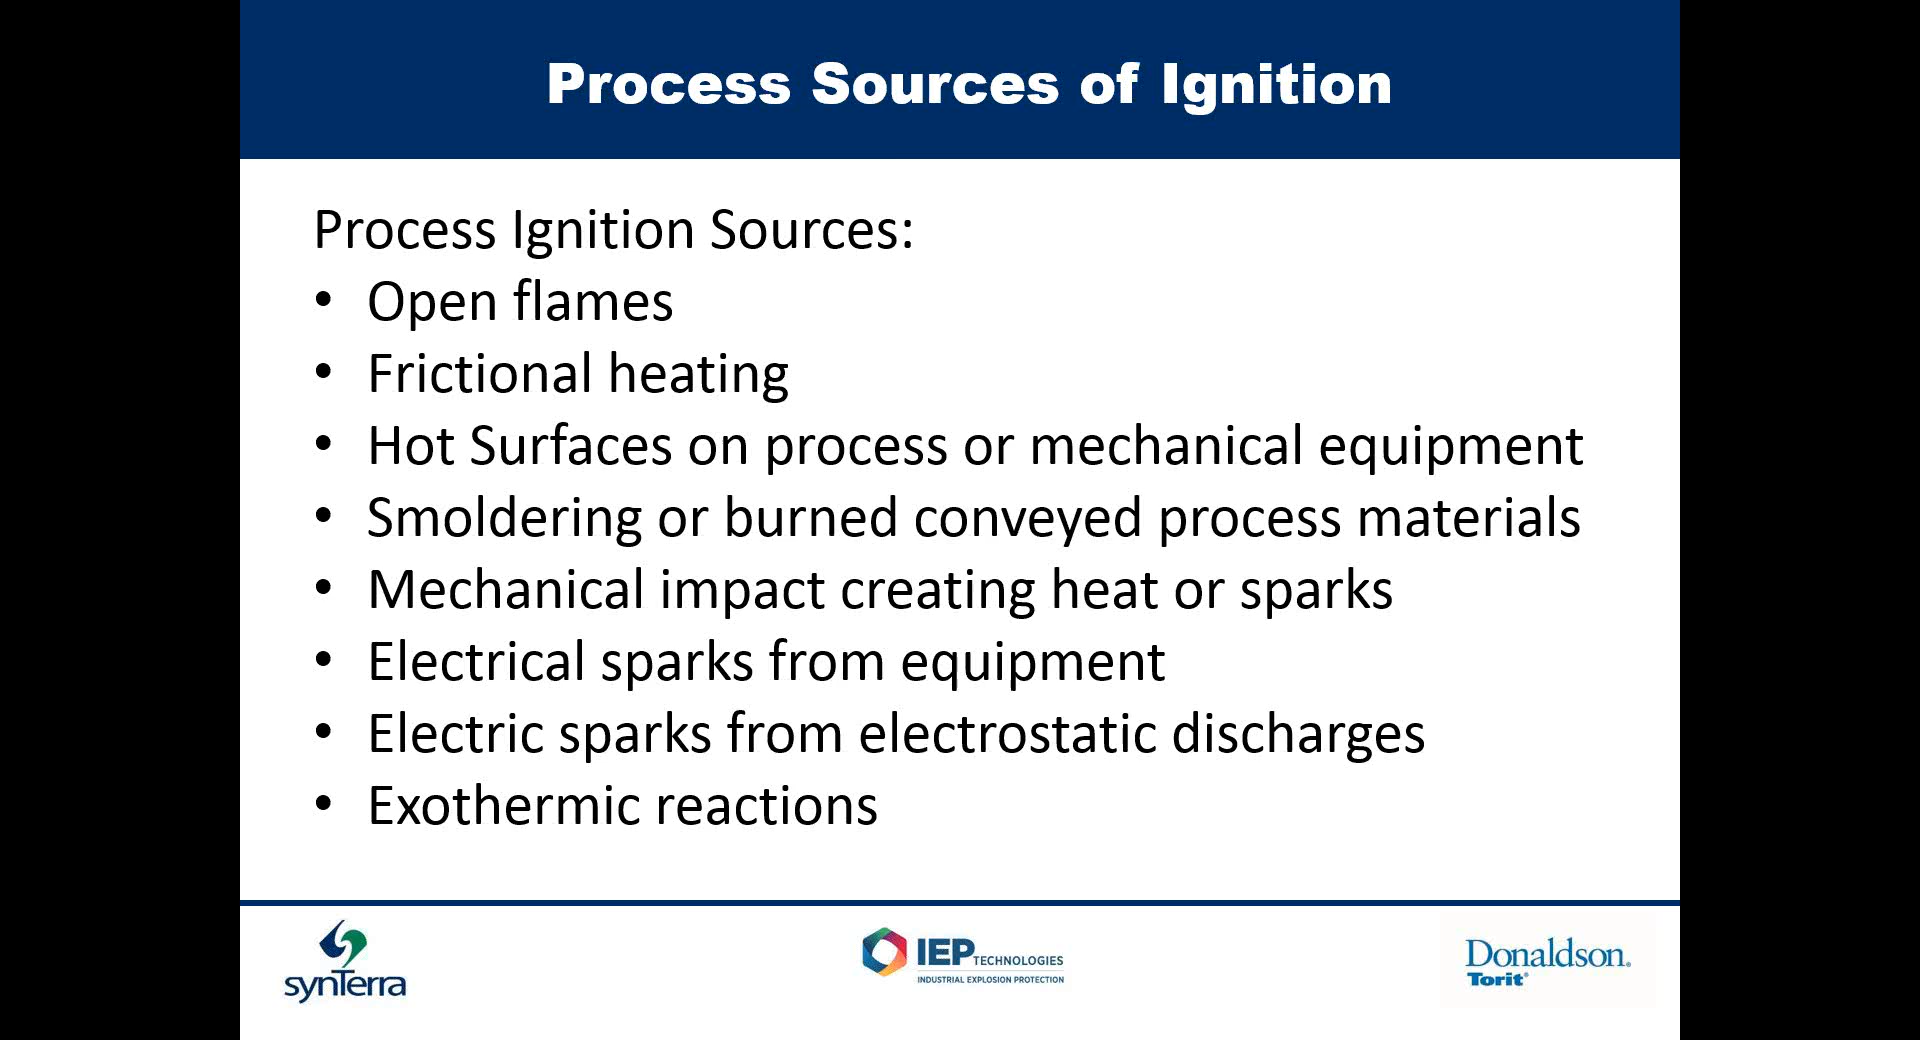 Process Sources of Ignition
Process Ignition Sources:
• Open flames
• Frictional heating
• Hot Surfaces on process or mechanical equipment
• Smoldering or burned conveyed process materials
• Mechanical impact creating heat or sparks
• Electrical sparks from equipment
• Electric sparks from electrostatic discharges
• Exothermic reactions
synTerra
IEP TECHNOLOGIES
INDUSTRIAL EXPLOSION PROTECTION
Donaldson®
Torit®